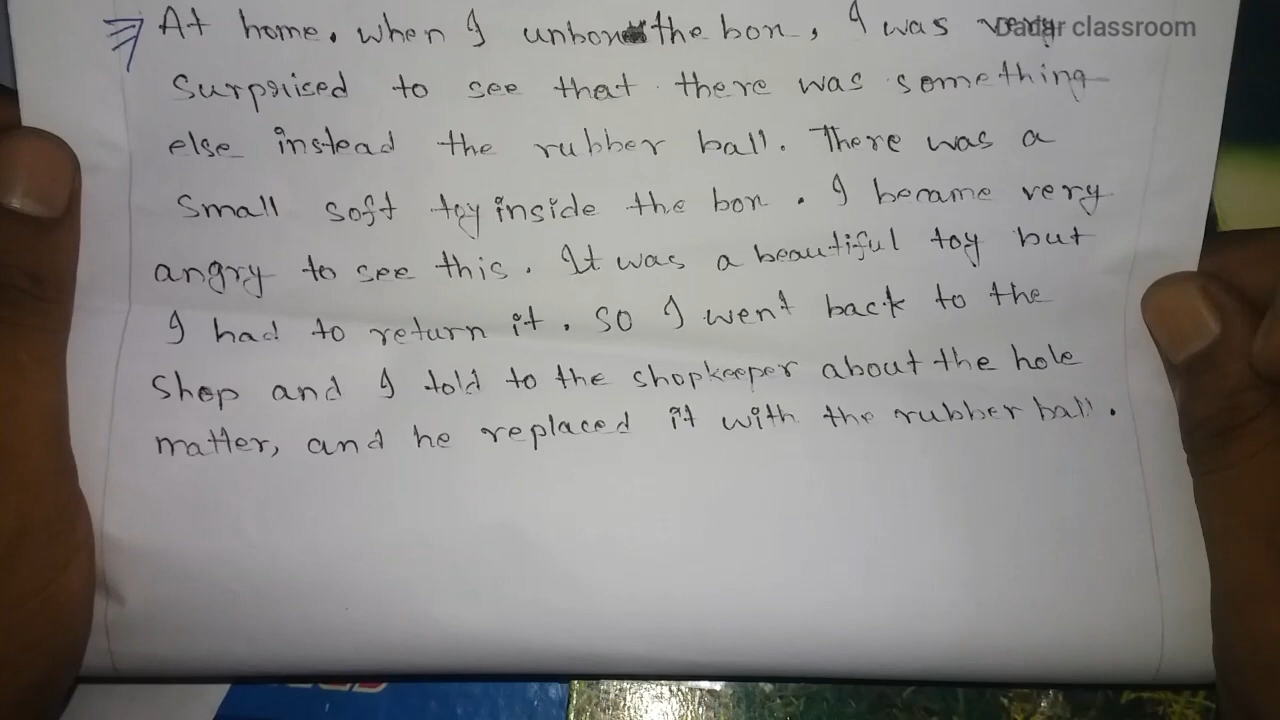 ⇒ At home, when I unbox the box, I was very
Dadar classroom
Surpriced to see that there was something
else instead the rubber ball. There was a
Small soft toy inside the box. I became very
angry to see this. It was a beautiful toy but
I had to return it. So I went back to the
Shop and I told to the shopkeeper about the hole
matter, and he replaced it with the rubber ball.